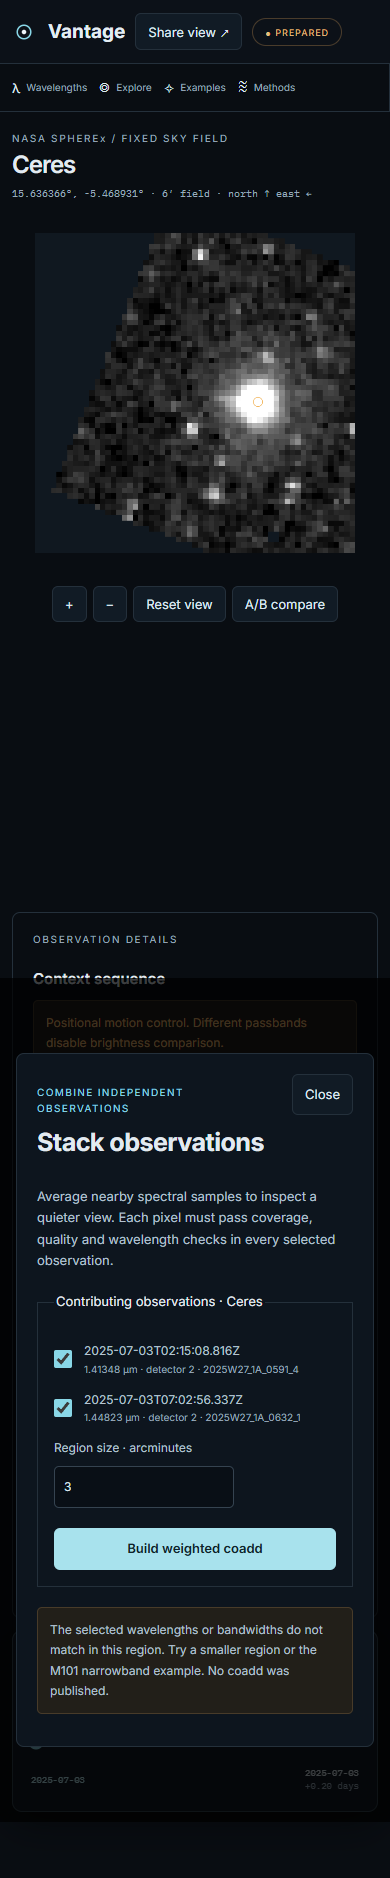 Vantage
Share view ↗
● PREPARED
λ Wavelengths
Explore
Examples
Methods
NASA SPHEREx / FIXED SKY FIELD
Ceres
15.636366°, -5.468931° · 6′ field · north ↑ east ←
+
−
Reset view
A/B compare
OBSERVATION DETAILS
Context sequence
Positional motion control. Different passbands
disable brightness comparison.
COMBINE INDEPENDENT
OBSERVATIONS
Close
Stack observations
Average nearby spectral samples to inspect a
quieter view. Each pixel must pass coverage,
quality and wavelength checks in every selected
observation.
Contributing observations · Ceres
2025-07-03T02:15:08.816Z
1.41348 μm · detector 2 · 2025W27_1A_0591_4
2025-07-03T07:02:56.337Z
1.44823 μm · detector 2 · 2025W27_1A_0632_1
Region size · arcminutes
3
Build weighted coadd
The selected wavelengths or bandwidths do not
match in this region. Try a smaller region or the
M101 narrowband example. No coadd was
published.
2025-07-03
2025-07-03
+0.20 days